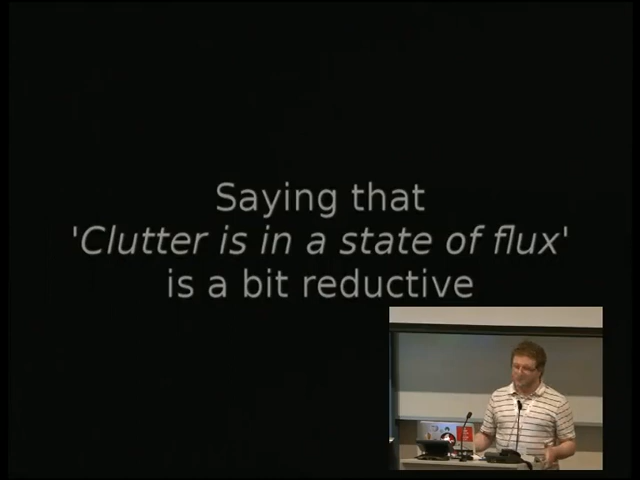 Saying that
'Clutter is in a state of flux'
is a bit reductive